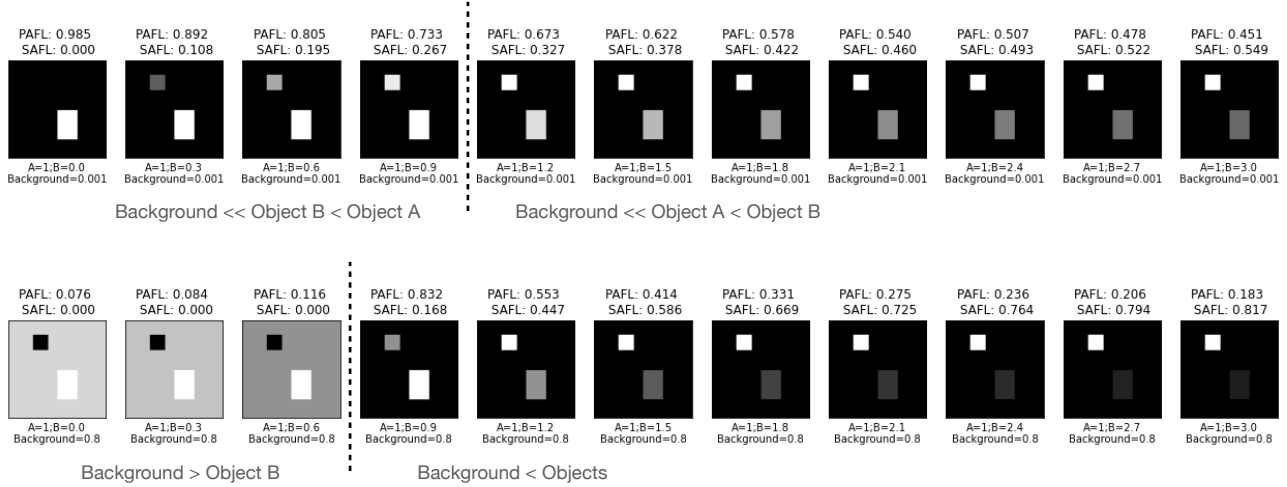 PAFL: 0.985 PAFL: 0.892 PAFL: 0.805 PAFL: 0.733 PAFL: 0.673 PAFL: 0.622 PAFL: 0.578 PAFL: 0.540 PAFL: 0.507 PAFL: 0.478 PAFL: 0.451
SAFL: 0.000 SAFL: 0.108 SAFL: 0.195 SAFL: 0.267 SAFL: 0.327 SAFL: 0.378 SAFL: 0.422 SAFL: 0.460 SAFL: 0.493 SAFL: 0.522 SAFL: 0.549
A=1;B=0.0 A=1;B=0.3 A=1;B=0.6 A=1;B=0.9 A=1;B=1.2 A=1;B=1.5 A=1;B=1.8 A=1;B=2.1 A=1;B=2.4 A=1;B=2.7 A=1;B=3.0
Background=0.001 Background=0.001 Background=0.001 Background=0.001 Background=0.001 Background=0.001 Background=0.001 Background=0.001 Background=0.001 Background=0.001 Background=0.001
Background << Object B < Object A Background << Object A < Object B
PAFL: 0.076 PAFL: 0.084 PAFL: 0.116 PAFL: 0.832 PAFL: 0.553 PAFL: 0.414 PAFL: 0.331 PAFL: 0.275 PAFL: 0.236 PAFL: 0.206 PAFL: 0.183
SAFL: 0.000 SAFL: 0.000 SAFL: 0.000 SAFL: 0.168 SAFL: 0.447 SAFL: 0.586 SAFL: 0.669 SAFL: 0.725 SAFL: 0.764 SAFL: 0.794 SAFL: 0.817
A=1;B=0.0 A=1;B=0.3 A=1;B=0.6 A=1;B=0.9 A=1;B=1.2 A=1;B=1.5 A=1;B=1.8 A=1;B=2.1 A=1;B=2.4 A=1;B=2.7 A=1;B=3.0
Background=0.8 Background=0.8 Background=0.8 Background=0.8 Background=0.8 Background=0.8 Background=0.8 Background=0.8 Background=0.8 Background=0.8 Background=0.8
Background > Object B Background < Objects